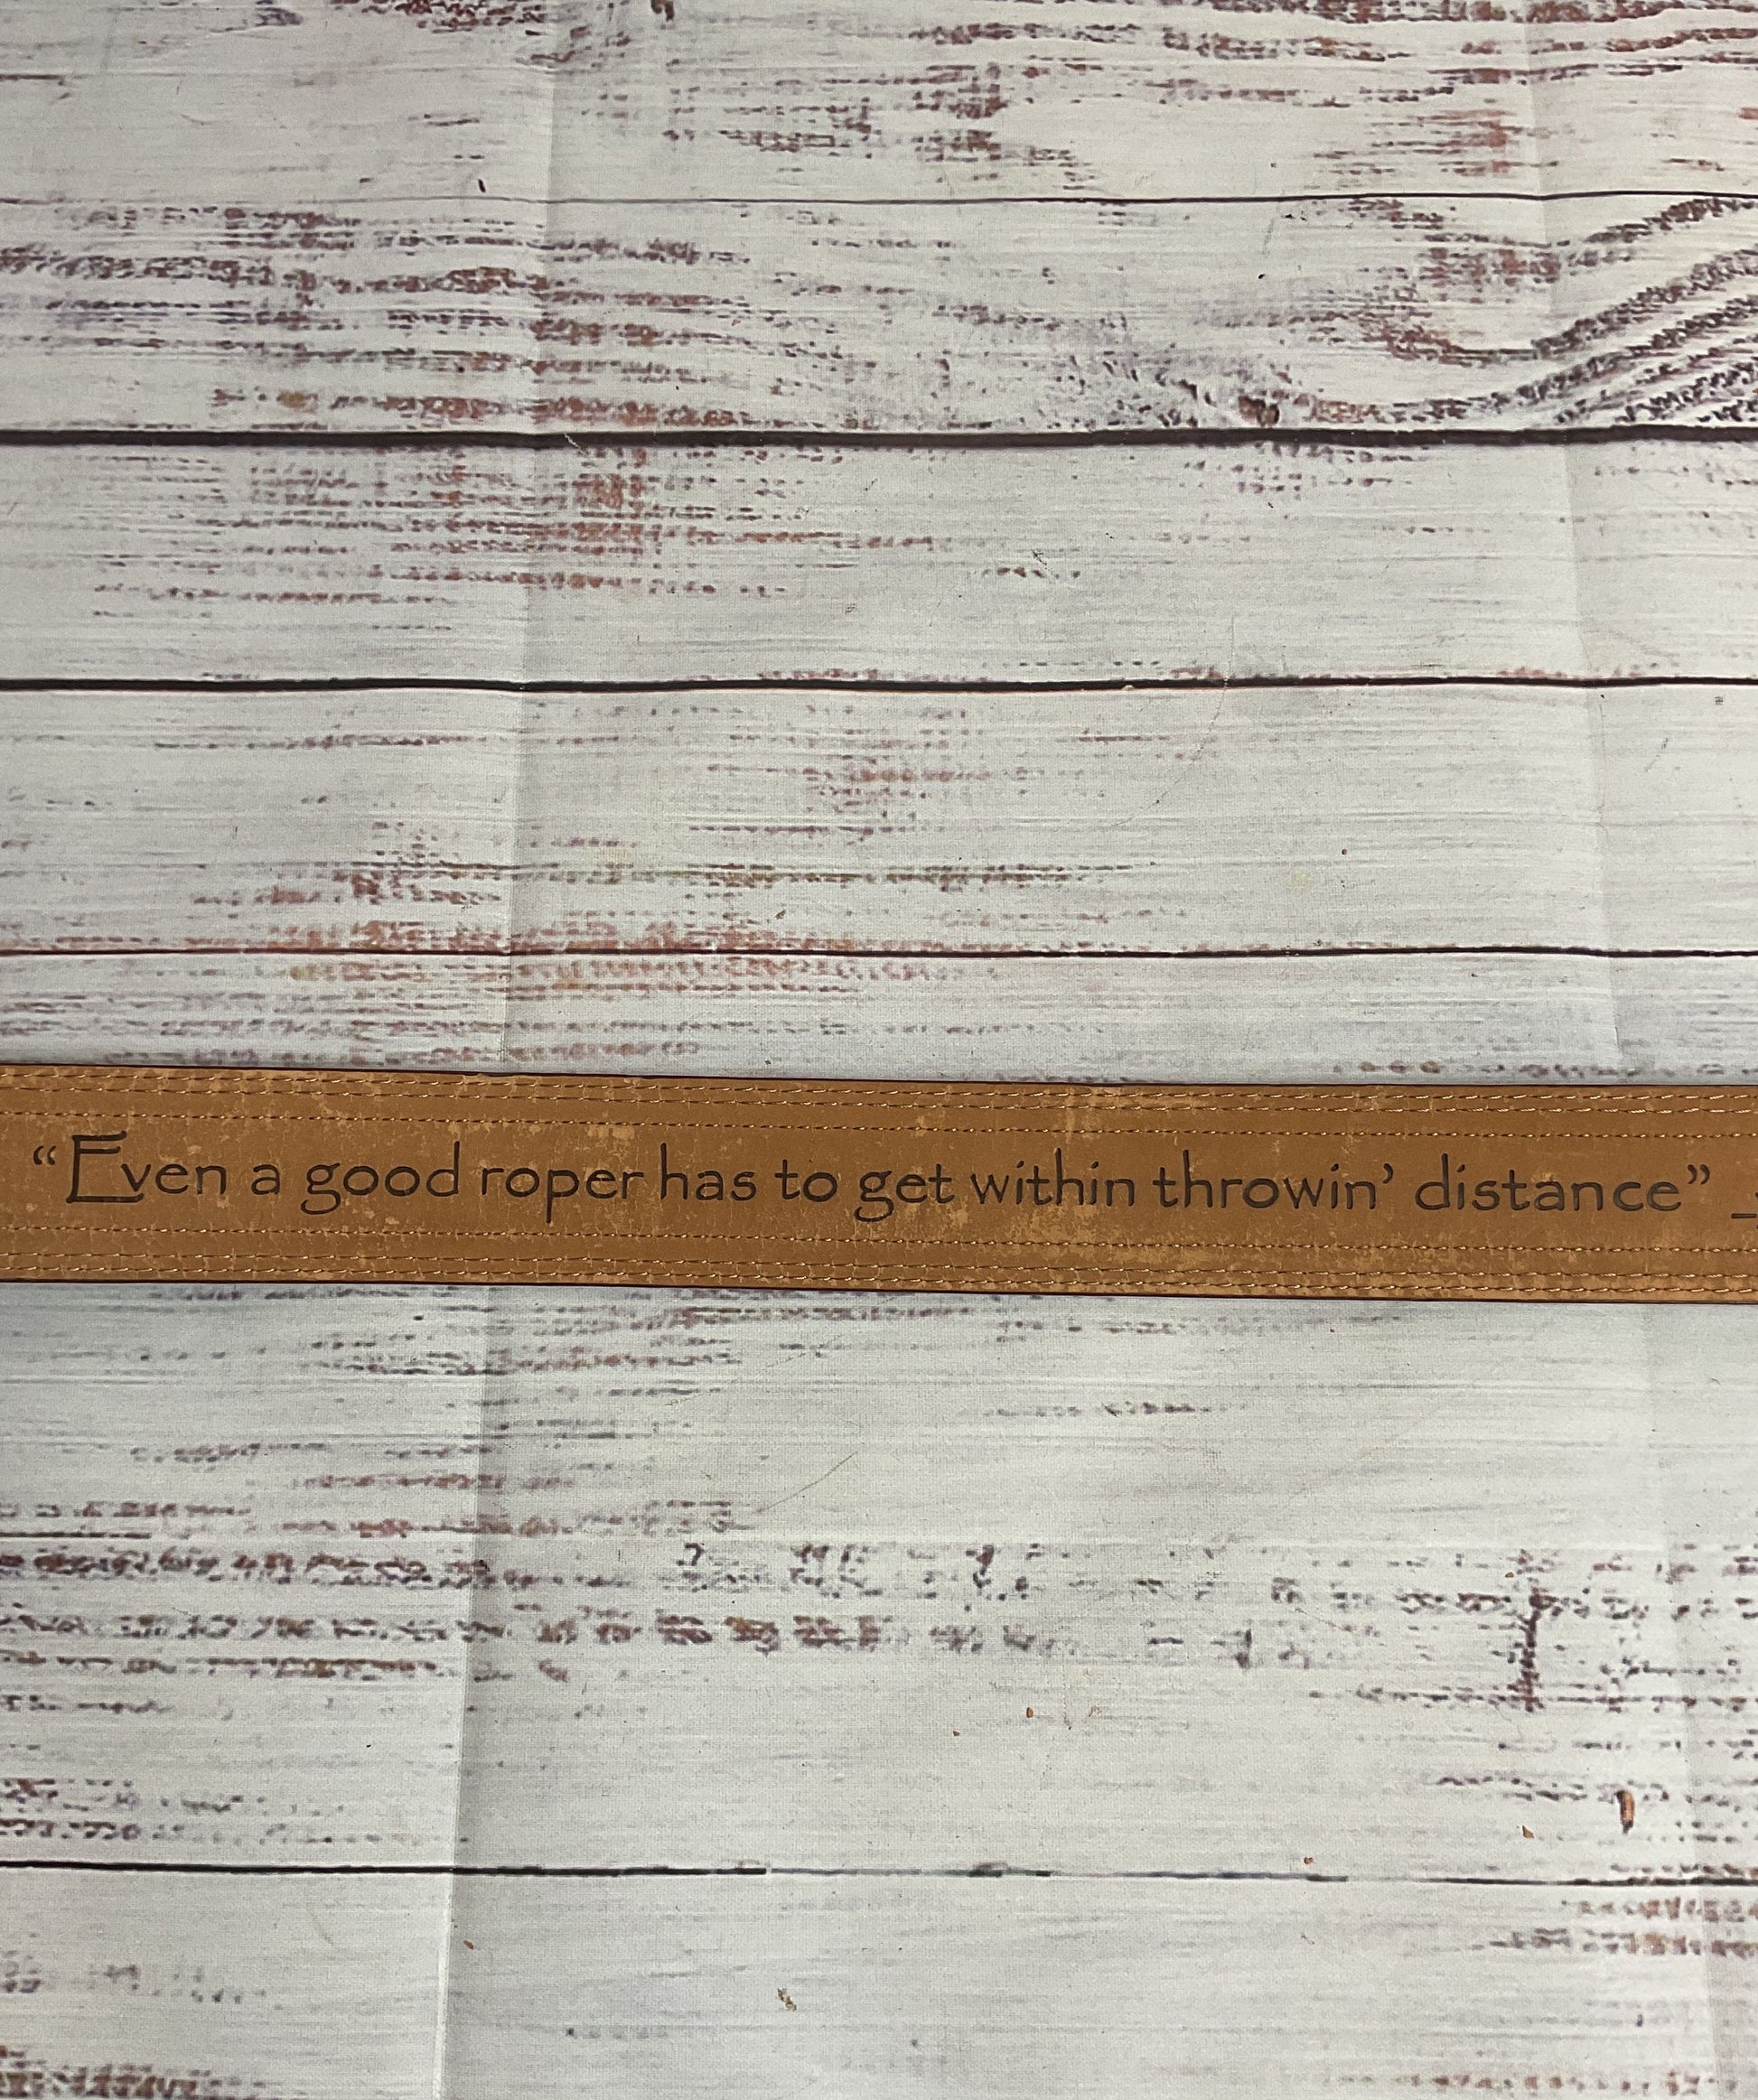 “Even a good roper has to get within throwin’ distance”